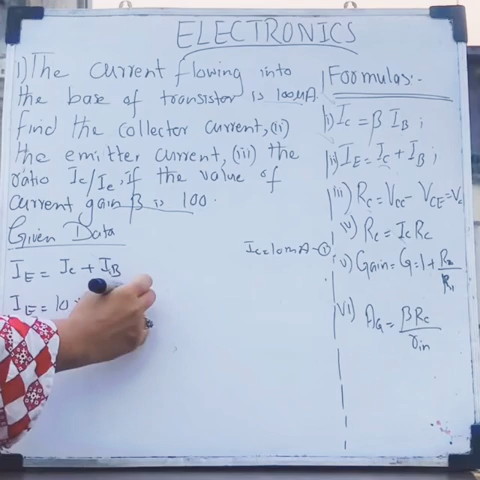 ELECTRONICS
1) The current flowing into
the base of transistor is 100μA.
find the collector current, (ii)
the emitter current, (iii) the
ratio Ic/Ie, If the value of
current gain β is 100.
Given Data
IE = Ic + IB
IE = 10
Ic = 10mA - ①
Formulas:-
i) Ic = β IB ;
ii) IE = Ic + IB ;
iii) Rc = Vcc - VCE =
iv) Rc = Ic Rc
v) Gain = G = 1 + R2/R1
vi) AG = βRc/rin